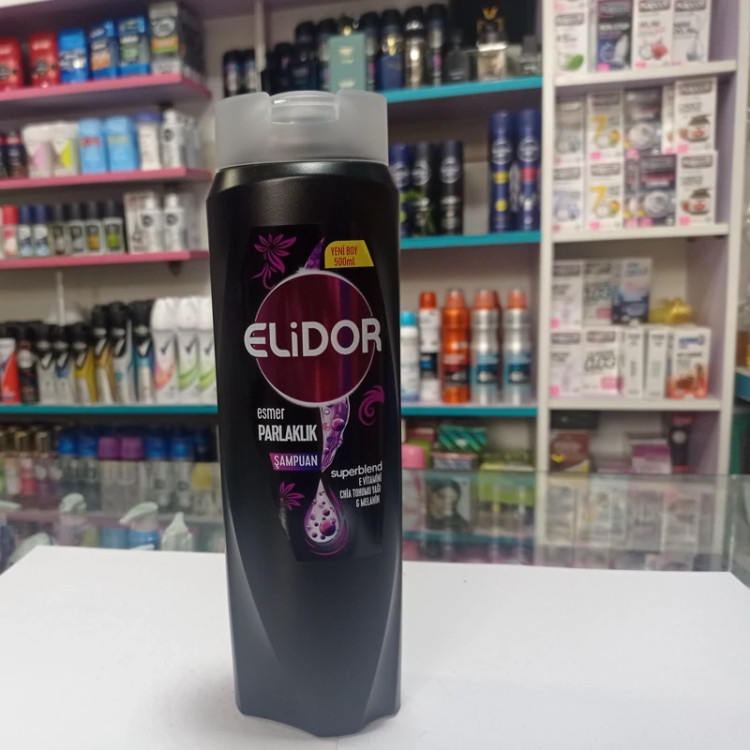 YENİ BOY
500ml
ELiDOR
esmer
PARLAKLIK
ŞAMPUAN
superblend
E VİTAMİNİ
CHİA TOHUMU YAĞI
& MELANİN